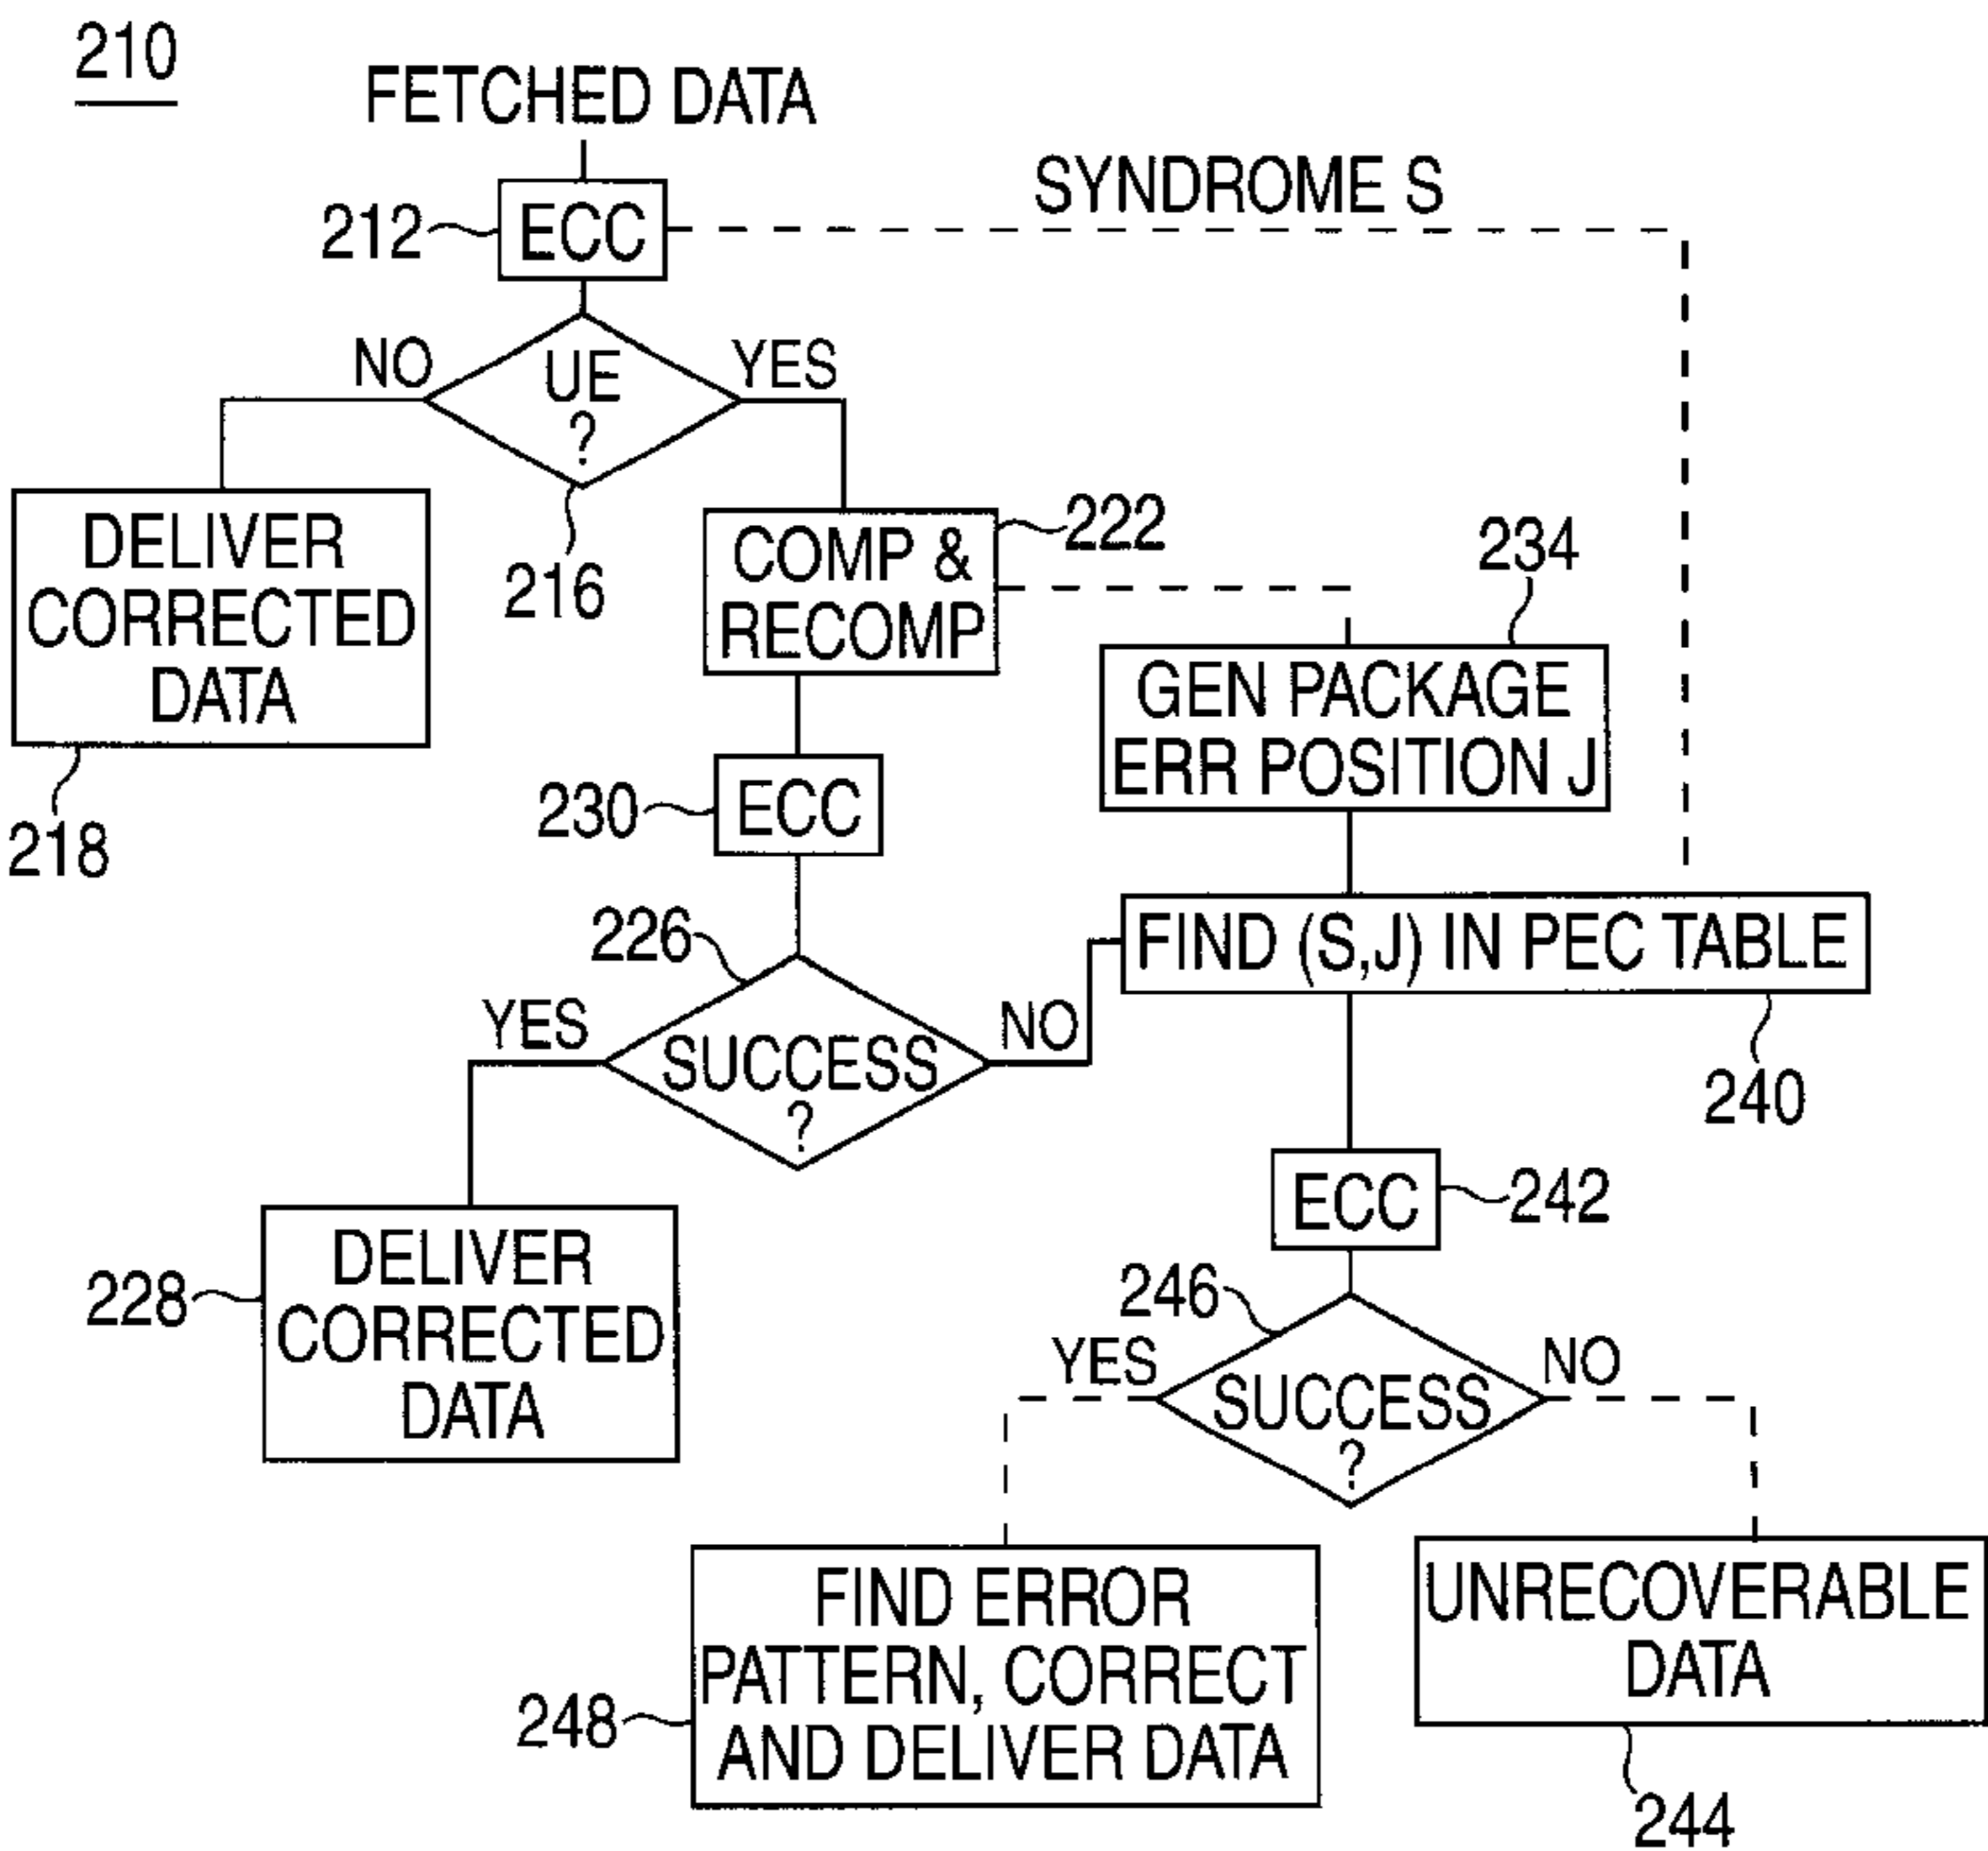 210
FETCHED DATA
SYNDROME S
212
ECC
NO
UE
?
YES
216
DELIVER
CORRECTED
DATA
218
COMP &
RECOMP
222
234
GEN PACKAGE
ERR POSITION J
230
ECC
226
FIND (S,J) IN PEC TABLE
240
YES
SUCCESS
?
NO
228
DELIVER
CORRECTED
DATA
ECC
242
246
YES
SUCCESS
?
NO
248
FIND ERROR
PATTERN, CORRECT
AND DELIVER DATA
UNRECOVERABLE
DATA
244